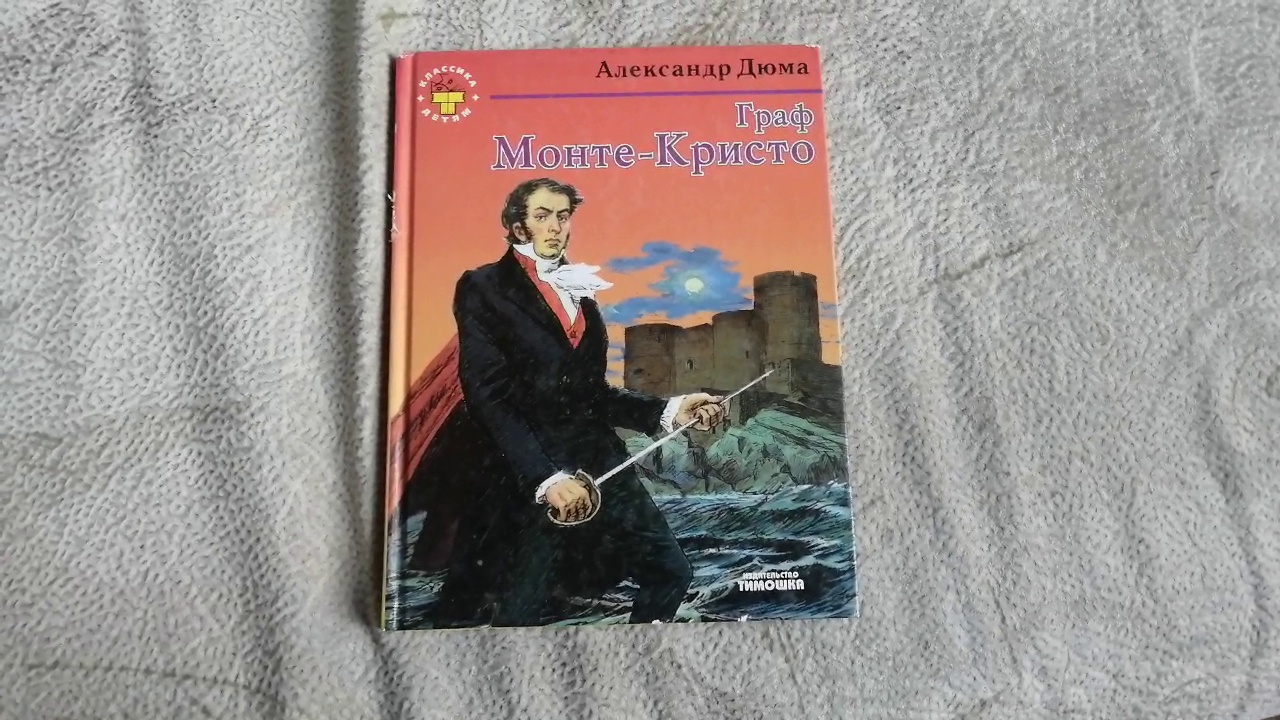 КЛАССИКА
ДЕТЯМ
Александр Дюма
Граф
Монте-Кристо
ИЗДАТЕЛЬСТВО
ТИМОШКА